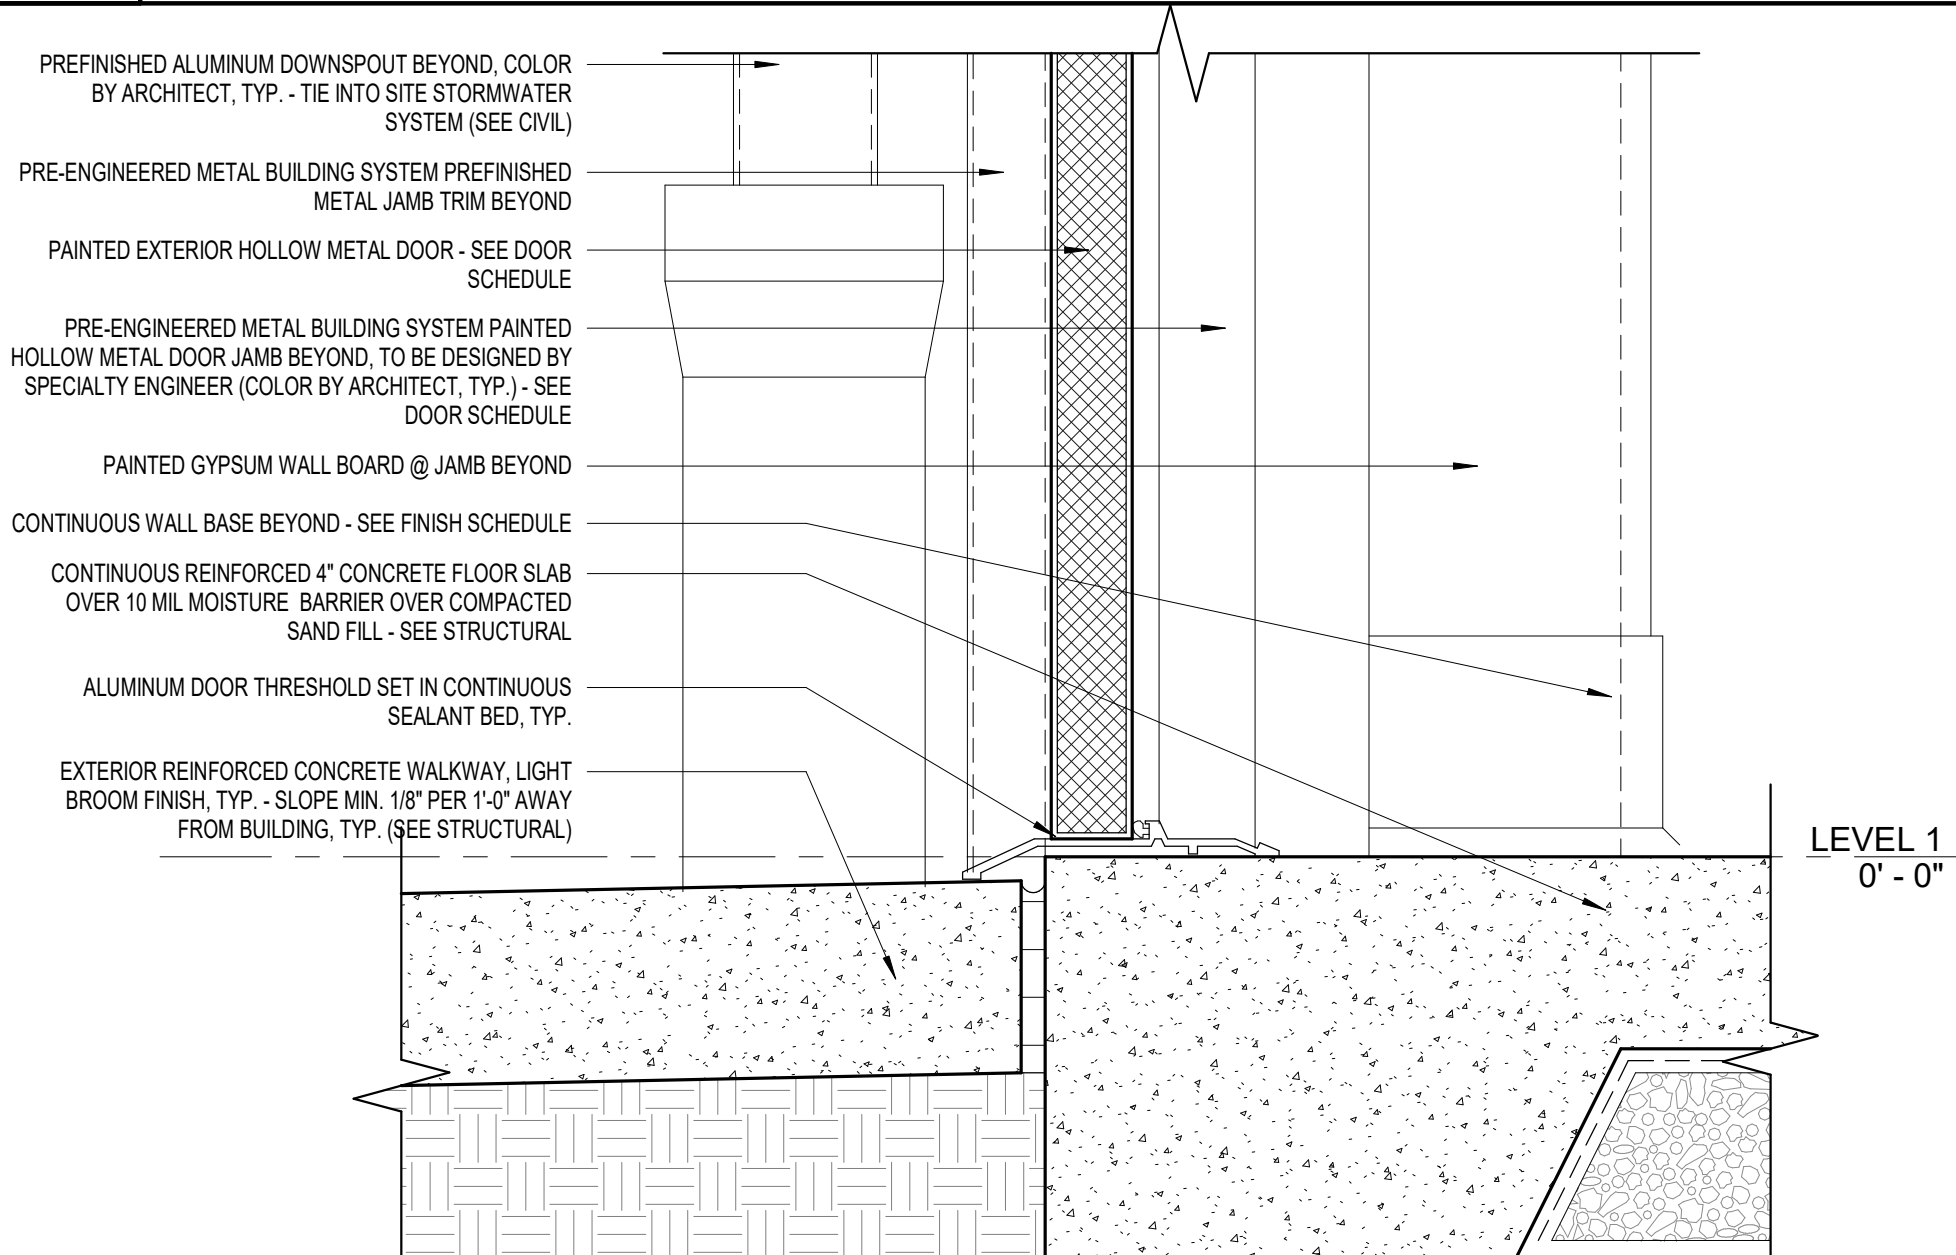 PREFINISHED ALUMINUM DOWNSPOUT BEYOND, COLOR
BY ARCHITECT, TYP. - TIE INTO SITE STORMWATER
SYSTEM (SEE CIVIL)
PRE-ENGINEERED METAL BUILDING SYSTEM PREFINISHED
METAL JAMB TRIM BEYOND
PAINTED EXTERIOR HOLLOW METAL DOOR - SEE DOOR
SCHEDULE
PRE-ENGINEERED METAL BUILDING SYSTEM PAINTED
HOLLOW METAL DOOR JAMB BEYOND, TO BE DESIGNED BY
SPECIALTY ENGINEER (COLOR BY ARCHITECT, TYP.) - SEE
DOOR SCHEDULE
PAINTED GYPSUM WALL BOARD @ JAMB BEYOND
CONTINUOUS WALL BASE BEYOND - SEE FINISH SCHEDULE
CONTINUOUS REINFORCED 4" CONCRETE FLOOR SLAB
OVER 10 MIL MOISTURE BARRIER OVER COMPACTED
SAND FILL - SEE STRUCTURAL
ALUMINUM DOOR THRESHOLD SET IN CONTINUOUS
SEALANT BED, TYP.
EXTERIOR REINFORCED CONCRETE WALKWAY, LIGHT
BROOM FINISH, TYP. - SLOPE MIN. 1/8" PER 1'-0" AWAY
FROM BUILDING, TYP. (SEE STRUCTURAL)
LEVEL 1
0' - 0"